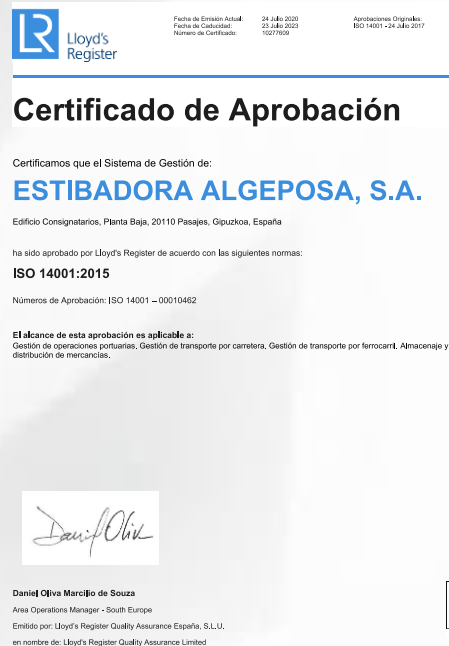 LR
Lloyd's
Register
Fecha de Emisión Actual: 24 Julio 2020
Fecha de Caducidad: 23 Julio 2023
Número de Certificado: 10277609
Aprobaciones Originales:
ISO 14001 - 24 Julio 2017
Certificado de Aprobación
Certificamos que el Sistema de Gestión de:
ESTIBADORA ALGEPOSA, S.A.
Edificio Consignatarios, Planta Baja, 20110 Pasajes, Gipuzkoa, España
ha sido aprobado por Lloyd's Register de acuerdo con las siguientes normas:
ISO 14001:2015
Números de Aprobación: ISO 14001 – 00010462
El alcance de esta aprobación es aplicable a:
Gestión de operaciones portuarias, Gestión de transporte por carretera, Gestión de transporte por ferrocarril, Almacenaje y
distribución de mercancías.
Daniel Oliv
Daniel Oliva Marcilio de Souza
Area Operations Manager - South Europe
Emitido por: Lloyd's Register Quality Assurance España, S.L.U.
en nombre de: Lloyd's Register Quality Assurance Limited